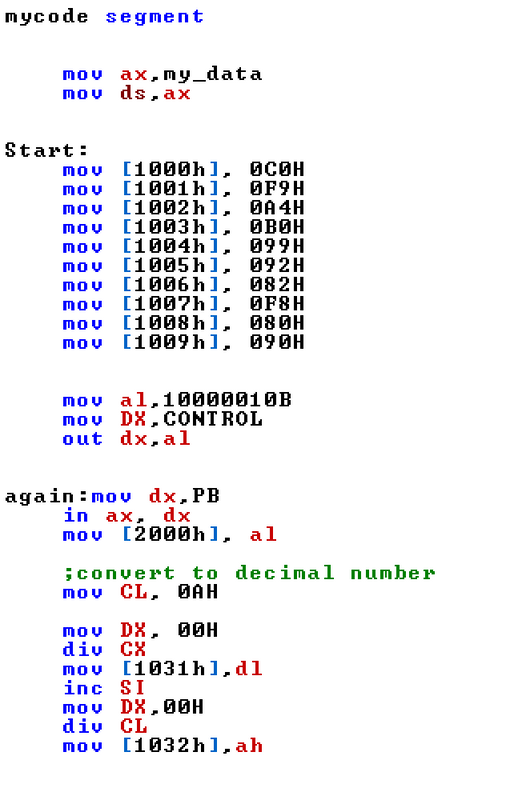 mycode segment
mov ax,my_data
mov ds,ax
Start:
mov [1000h], 0C0H
mov [1001h], 0F9H
mov [1002h], 0A4H
mov [1003h], 0B0H
mov [1004h], 099H
mov [1005h], 092H
mov [1006h], 082H
mov [1007h], 0F8H
mov [1008h], 080H
mov [1009h], 090H
mov al,10000010B
mov DX,CONTROL
out dx,al
again:mov dx,PB
in ax, dx
mov [2000h], al
;convert to decimal number
mov CL, 0AH
mov DX, 00H
div CX
mov [1031h],dl
inc SI
mov DX,00H
div CL
mov [1032h],ah